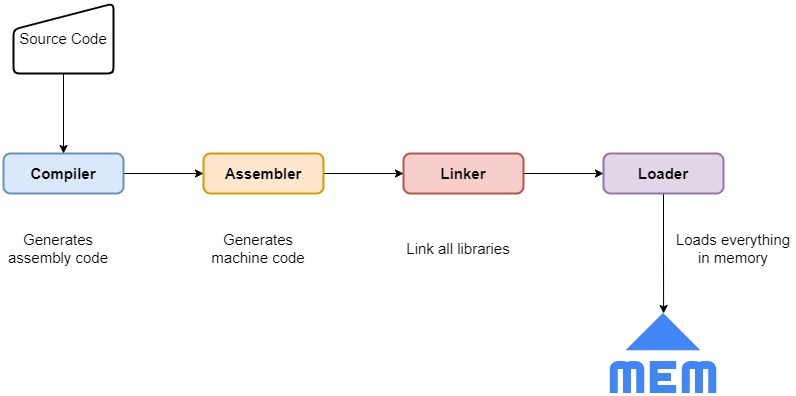 Source Code
Compiler
Assembler
Linker
Loader
Generates
assembly code
Generates
machine code
Link all libraries
Loads everything
in memory
MEM